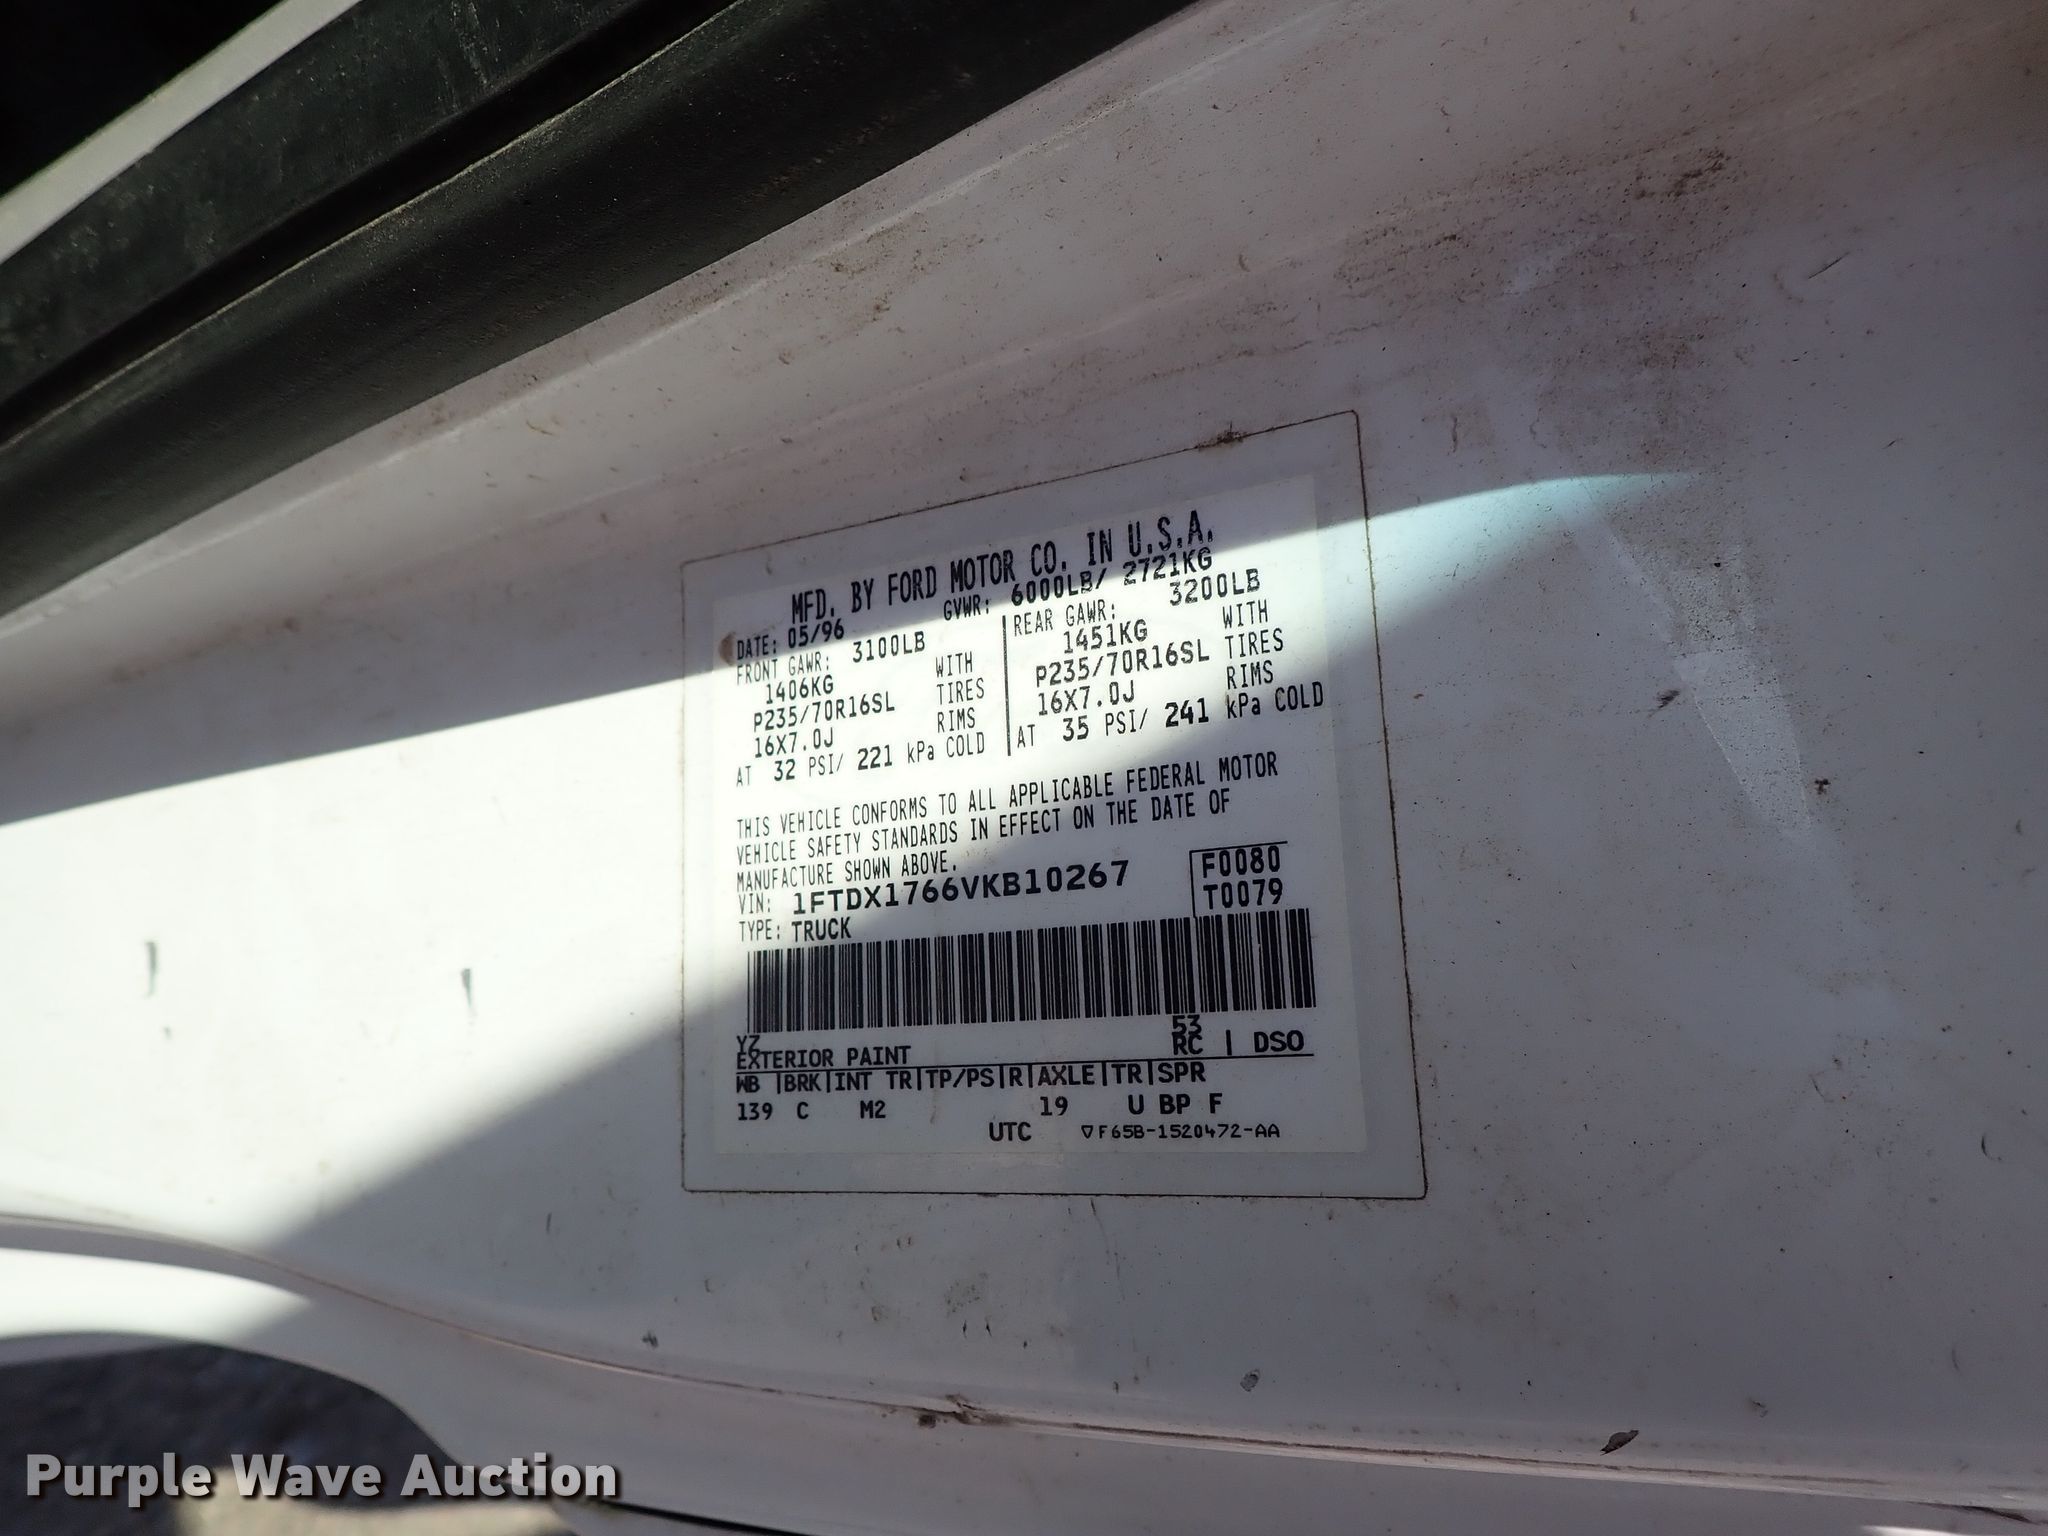 MFD. BY FORD MOTOR CO. IN U.S.A.
DATE: 05/96 GVWR: 6000LB/ 2721KG
FRONT GAWR: 3100LB
1406KG WITH
P235/70R16SL TIRES
16X7.0J RIMS
AT 32 PSI/ 221 kPa COLD
REAR GAWR: 3200LB
1451KG WITH
P235/70R16SL TIRES
16X7.0J RIMS
AT 35 PSI/ 241 kPa COLD
THIS VEHICLE CONFORMS TO ALL APPLICABLE FEDERAL MOTOR
VEHICLE SAFETY STANDARDS IN EFFECT ON THE DATE OF
MANUFACTURE SHOWN ABOVE.
VIN: 1FTDX1766VKB10267
TYPE: TRUCK
F0080
T0079
YZ 53
EXTERIOR PAINT RC | DSO
WB |BRK|INT TR|TP/PS|R|AXLE|TR|SPR
139 C M2 19 U BP F
UTC ▽F65B-1520472-AA
Purple Wave Auction